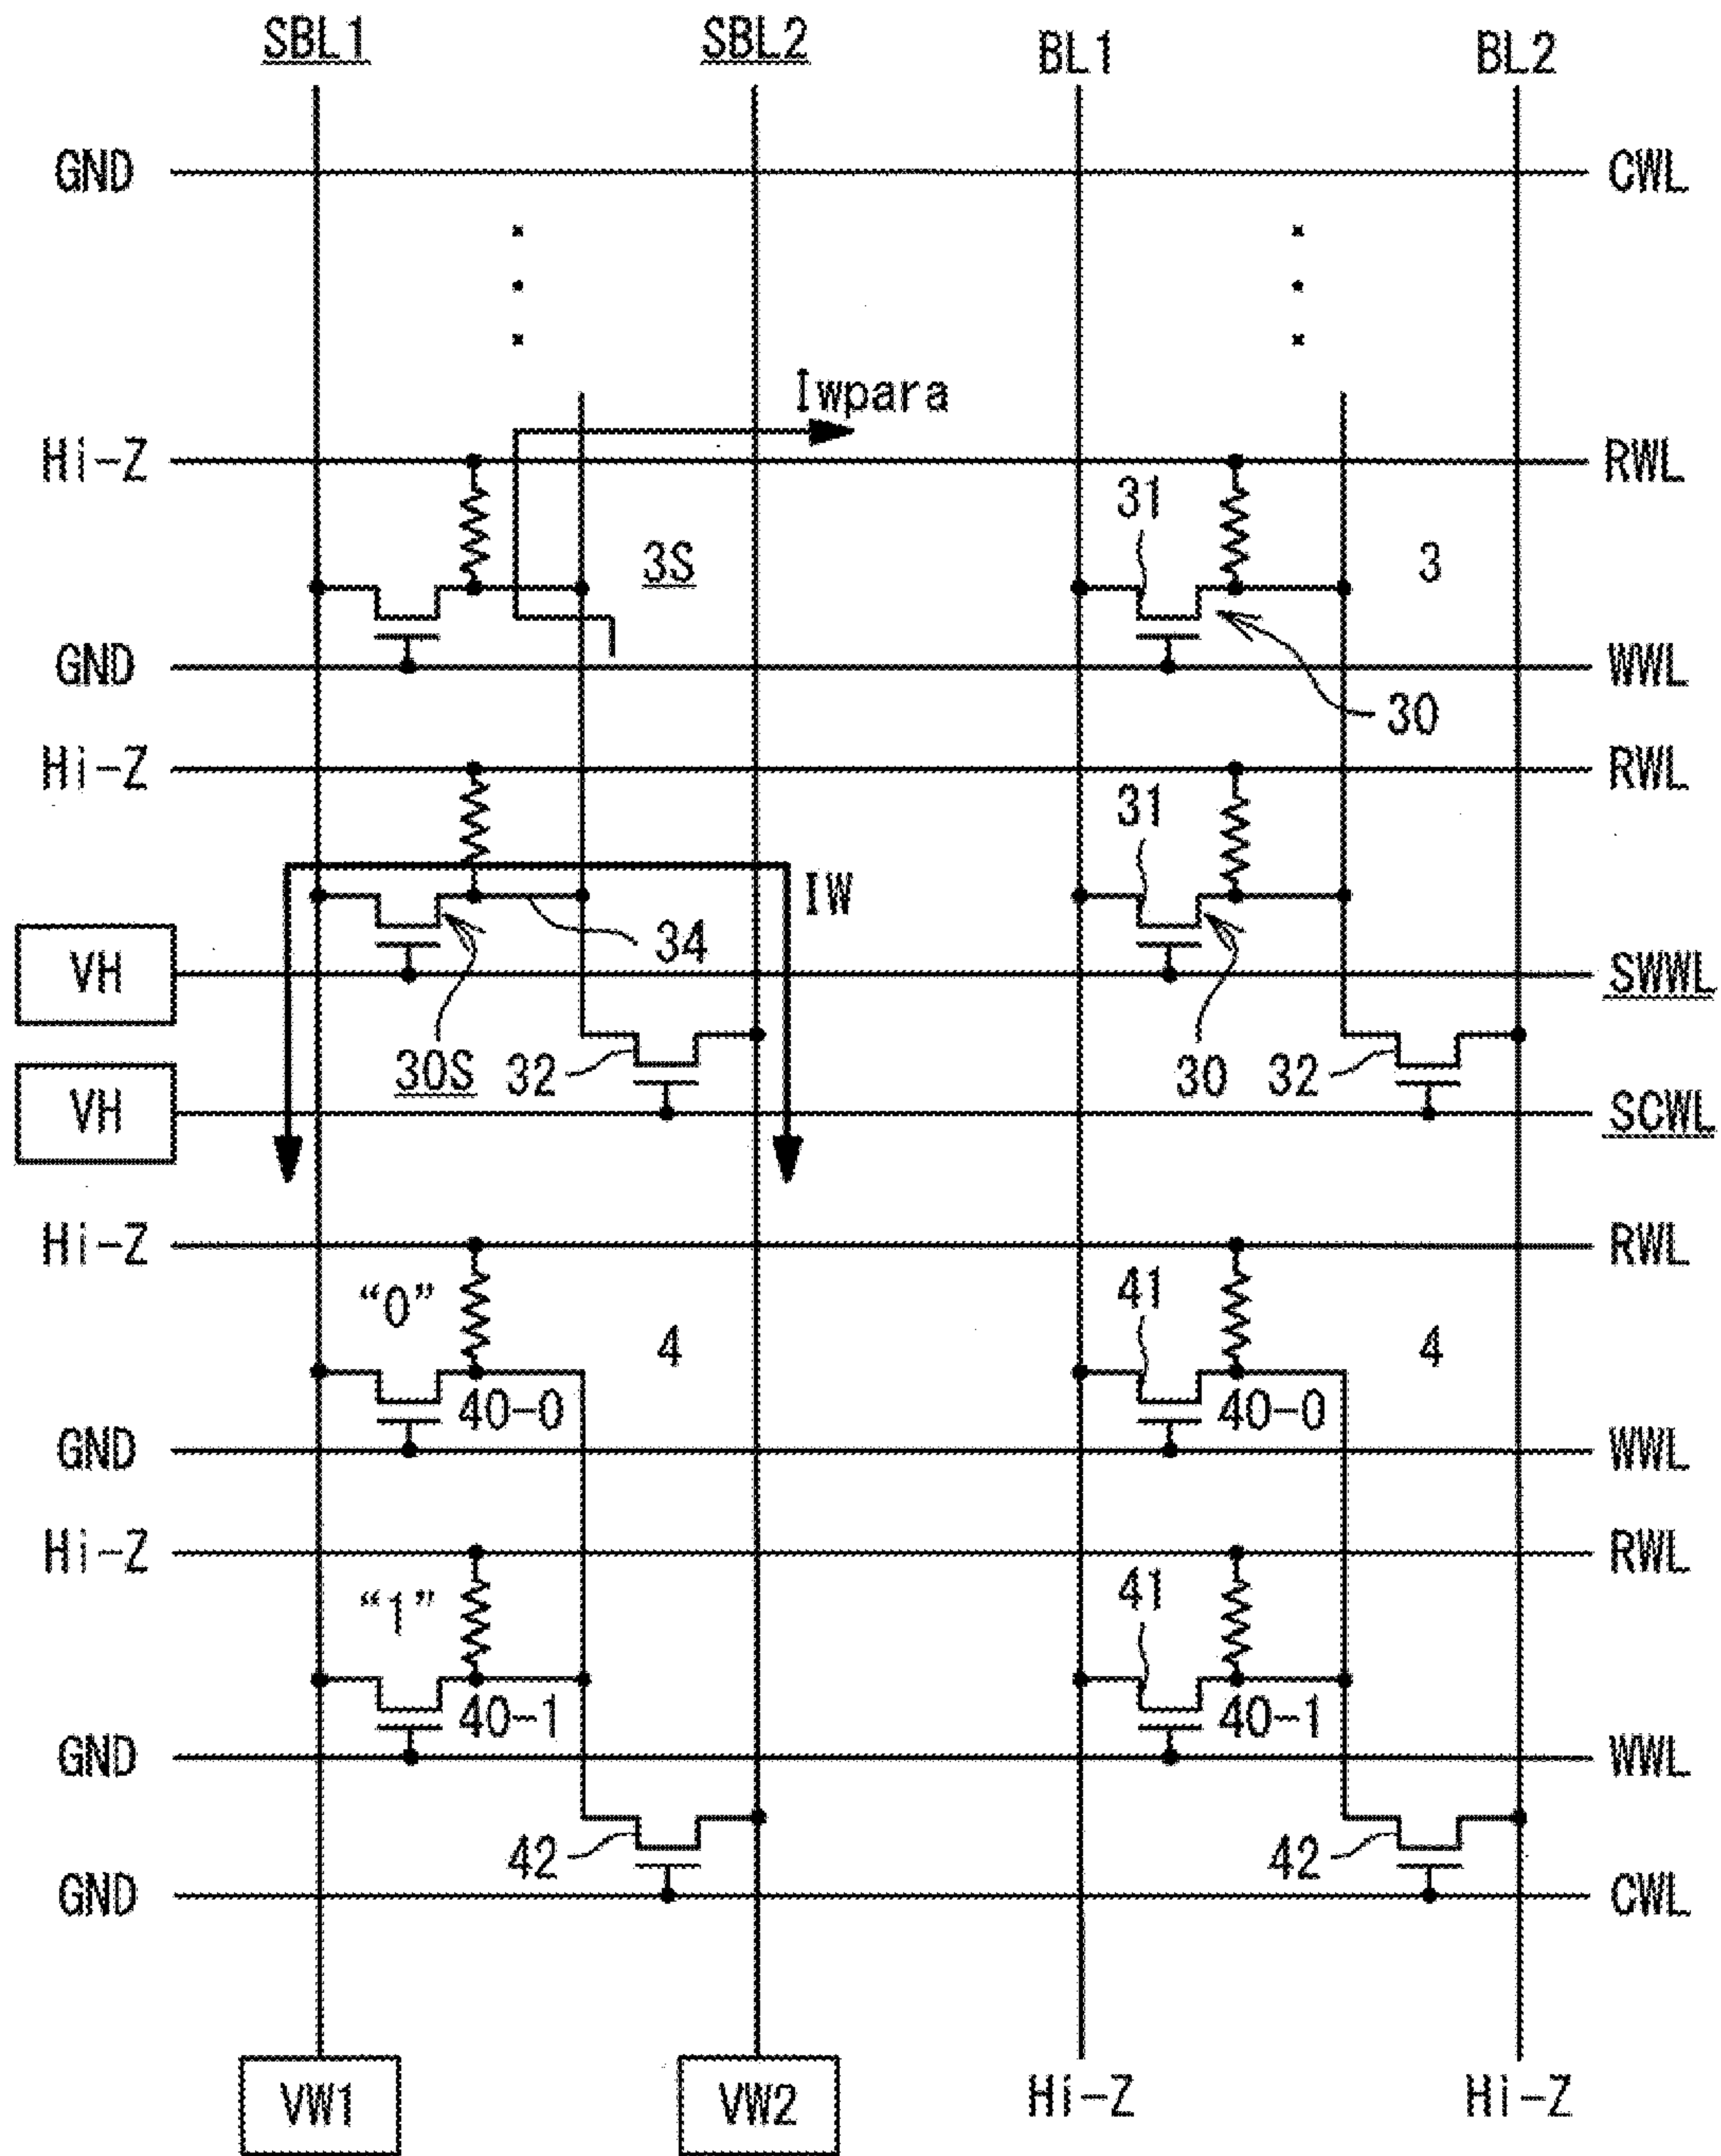 SBL1 SBL2 BL1 BL2
GND CWL
Iwpara
Hi-Z RWL
31
3S 3
GND WWL
30
Hi-Z RWL
31
IW
34
VH SWWL
30S 32 30 32
VH SCWL
Hi-Z RWL
“0” 41
4 4
40-0 40-0
GND WWL
Hi-Z RWL
“1” 41
40-1 40-1
GND WWL
42 42
GND CWL
VW1 VW2 Hi-Z Hi-Z